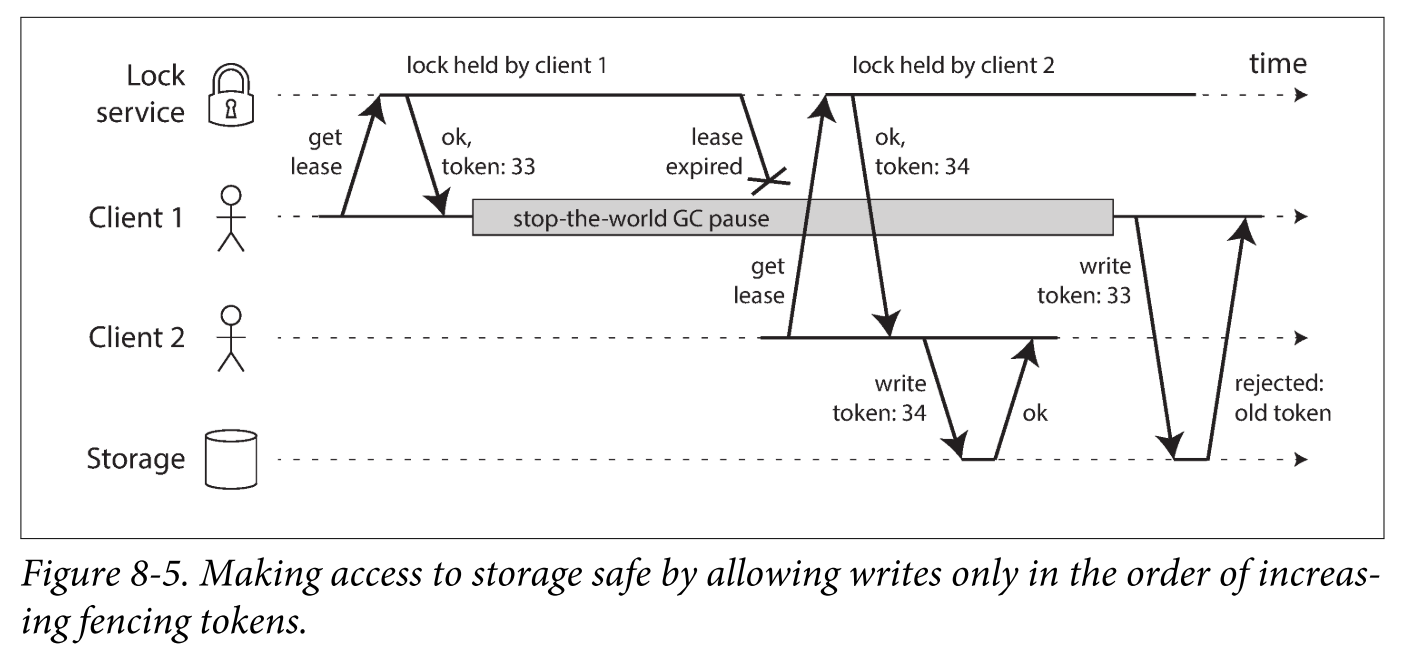 lock held by client 1
lock held by client 2
time
Lock
service
get
lease
ok,
token: 33
lease
expired
ok,
token: 34
Client 1
stop-the-world GC pause
get
lease
write
token: 33
Client 2
write
token: 34
ok
rejected:
old token
Storage
Figure 8-5. Making access to storage safe by allowing writes only in the order of increas-
ing fencing tokens.